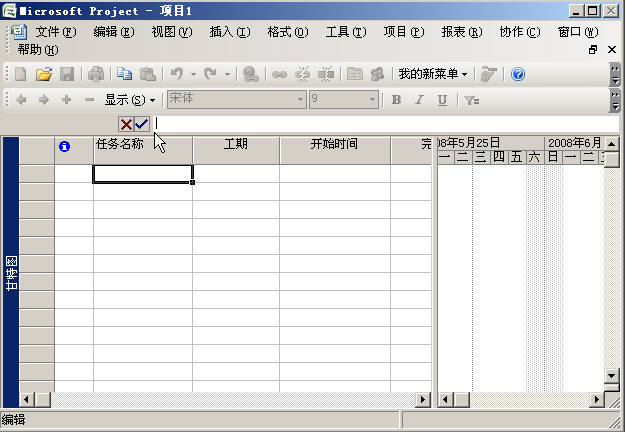 Microsoft Project - 项目1
文件(F) 编辑(E) 视图(V) 插入(I) 格式(O) 工具(T) 项目(P) 报表(R) 协作(C) 窗口(W)
帮助(H)
我的新菜单
显示(S) 宋体 9 B I U
任务名称 工期 开始时间 完 08年5月25日 2008年6月
一 二 三 四 五 六 日 一 二
甘特图
编辑